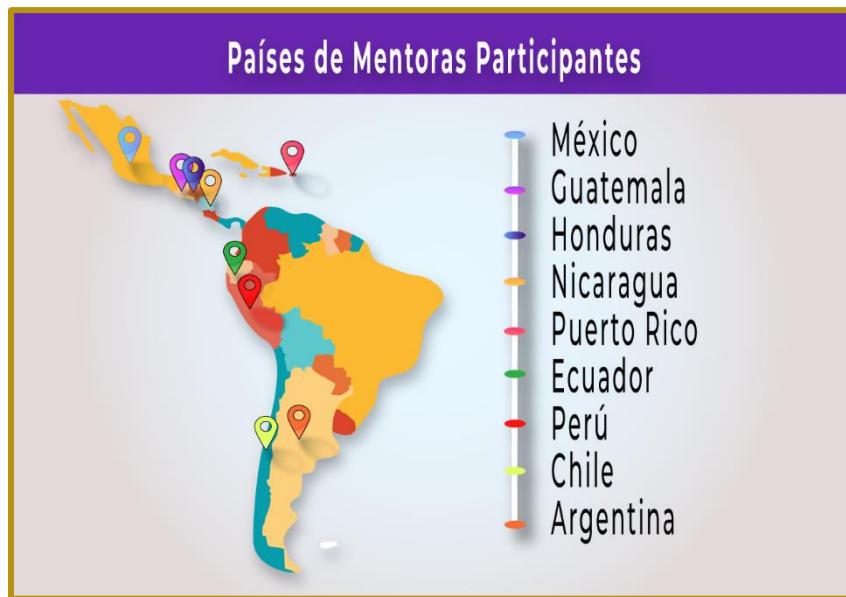 Países de Mentoras Participantes
México
Guatemala
Honduras
Nicaragua
Puerto Rico
Ecuador
Perú
Chile
Argentina